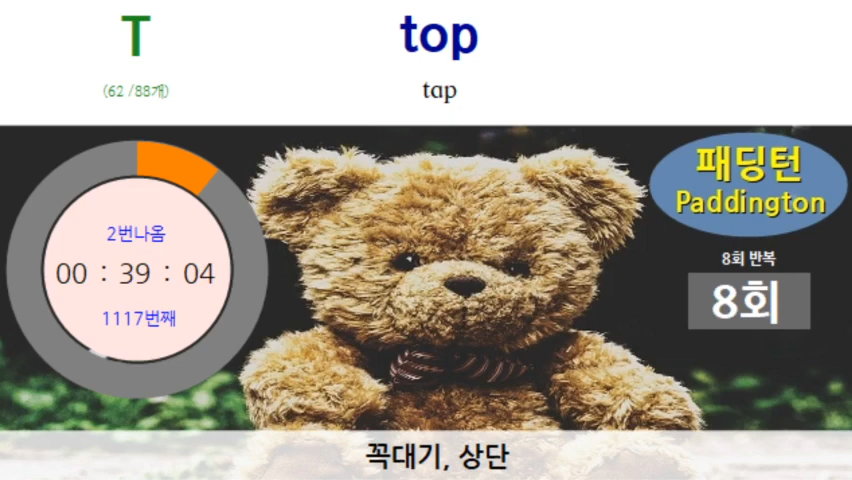 T
top
(62 /88개)
tɑp
패딩턴
Paddington
2번나옴
00 : 39 : 04
1117번째
8회 반복
8회
꼭대기, 상단